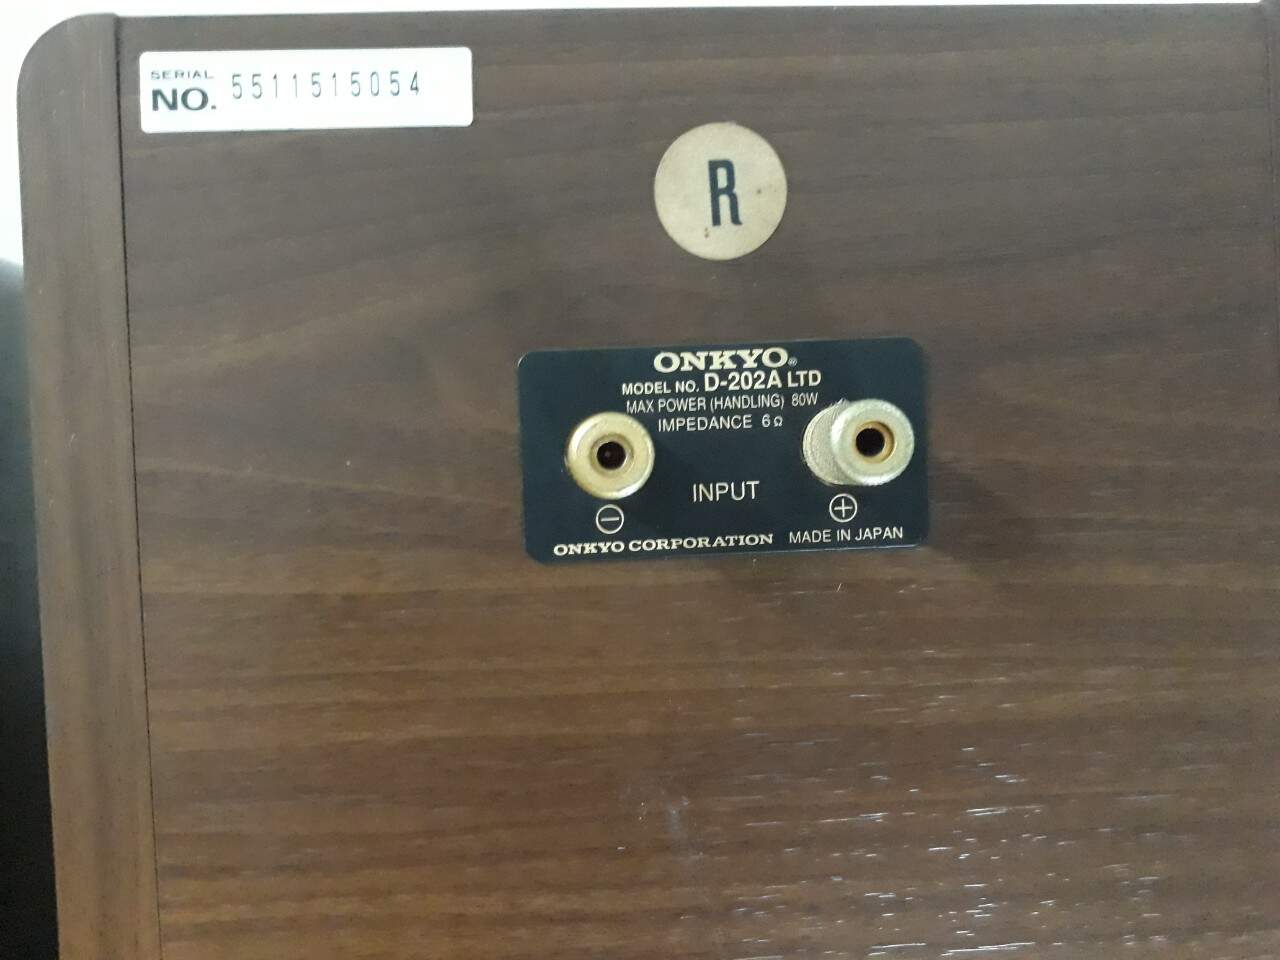 SERIAL
NO. 5511515054
R
ONKYO®
MODEL NO. D-202A LTD
MAX POWER (HANDLING) 80W
IMPEDANCE 6Ω
INPUT
⊖ ⊕
ONKYO CORPORATION MADE IN JAPAN